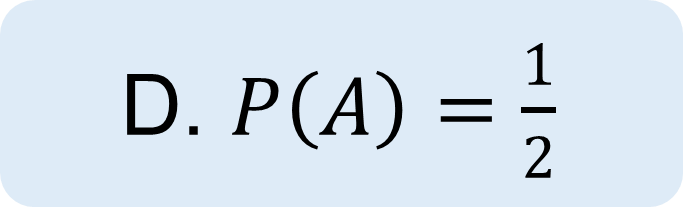 D. P(A) = 1/2